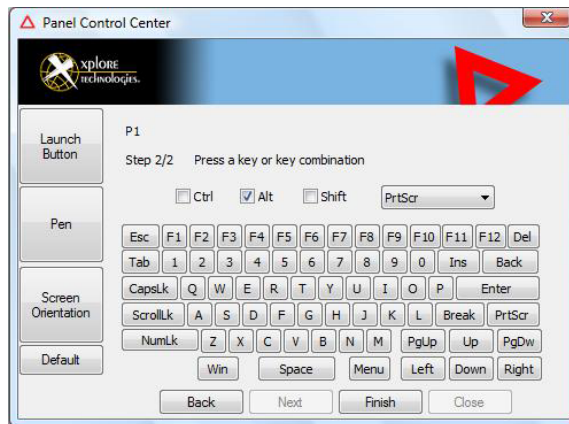 Panel Control Center
xplore
technologies.
Launch
Button
Pen
Screen
Orientation
Default
P1
Step 2/2 Press a key or key combination
Ctrl Alt Shift PrtScr
Esc F1 F2 F3 F4 F5 F6 F7 F8 F9 F10 F11 F12 Del
Tab 1 2 3 4 5 6 7 8 9 0 Ins Back
CapsLk Q W E R T Y U I O P Enter
ScrollLk A S D F G H J K L Break PrtScr
NumLk Z X C V B N M PgUp Up PgDw
Win Space Menu Left Down Right
Back Next Finish Close